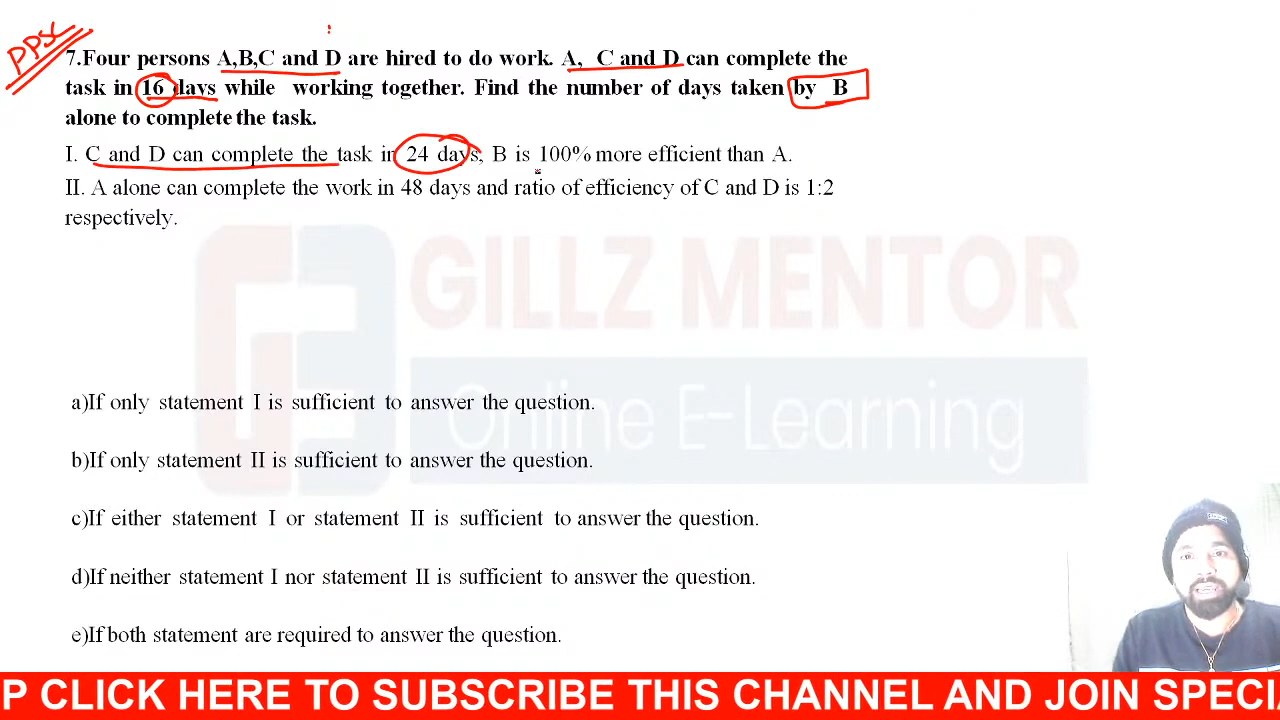 PPSC
7.Four persons A,B,C and D are hired to do work. A, C and D can complete the
task in 16 days while working together. Find the number of days taken by B
alone to complete the task.
I. C and D can complete the task in 24 days, B is 100% more efficient than A.
II. A alone can complete the work in 48 days and ratio of efficiency of C and D is 1:2
respectively.
GILLZ MENTOR
Online E-Learning
a)If only statement I is sufficient to answer the question.
b)If only statement II is sufficient to answer the question.
c)If either statement I or statement II is sufficient to answer the question.
d)If neither statement I nor statement II is sufficient to answer the question.
e)If both statement are required to answer the question.
P CLICK HERE TO SUBSCRIBE THIS CHANNEL AND JOIN SPECI